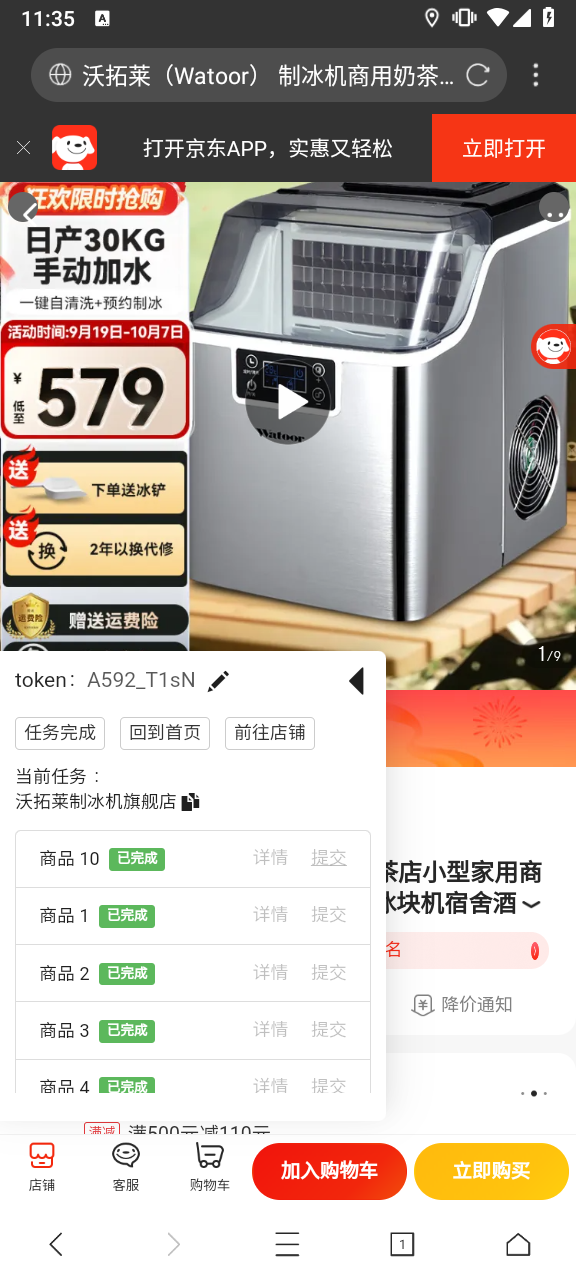 11:35
A
沃拓莱（Watoor） 制冰机商用奶茶...
打开京东APP，实惠又轻松
立即打开
狂欢限时抢购
日产30KG
手动加水
一键自清洗+预约制冰
活动时间:9月19日-10月7日
¥
低至
579
Watoor
送
下单送冰铲
送
换
2年以换代修
运费险
赠送运费险
1/9
token： A592_T1sN
任务完成
回到首页
前往店铺
当前任务：
沃拓莱制冰机旗舰店
商品 10 已完成 详情 提交
商品 1 已完成 详情 提交
商品 2 已完成 详情 提交
商品 3 已完成 详情 提交
商品 4 已完成 详情 提交
茶店小型家用商
冰块机宿舍酒
名
降价通知
满减 满500元减110元
店铺
客服
购物车
加入购物车
立即购买
1